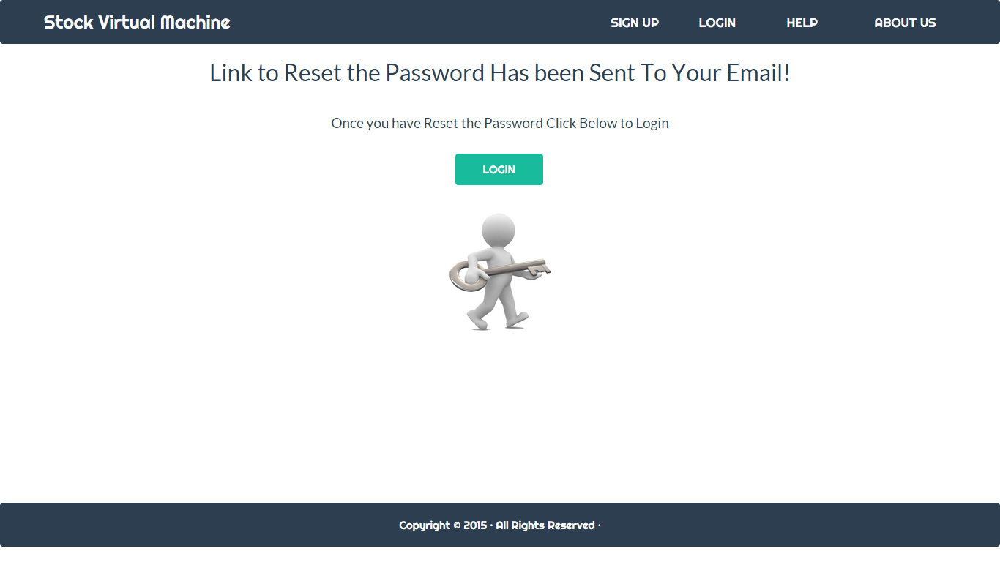 Stock Virtual Machine SIGN UP LOGIN HELP ABOUT US
Link to Reset the Password Has been Sent To Your Email!
Once you have Reset the Password Click Below to Login
LOGIN
Copyright © 2015 · All Rights Reserved ·